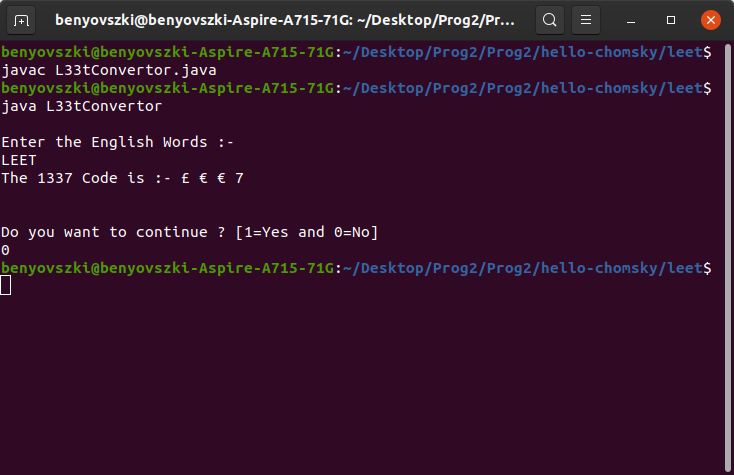 benyovszki@benyovszki-Aspire-A715-71G: ~/Desktop/Prog2/Pr...
benyovszki@benyovszki-Aspire-A715-71G:~/Desktop/Prog2/Prog2/hello-chomsky/leet$
javac L33tConvertor.java
benyovszki@benyovszki-Aspire-A715-71G:~/Desktop/Prog2/Prog2/hello-chomsky/leet$
java L33tConvertor
Enter the English Words :-
LEET
The 1337 Code is :- £ € € 7
Do you want to continue ? [1=Yes and 0=No]
0
benyovszki@benyovszki-Aspire-A715-71G:~/Desktop/Prog2/Prog2/hello-chomsky/leet$